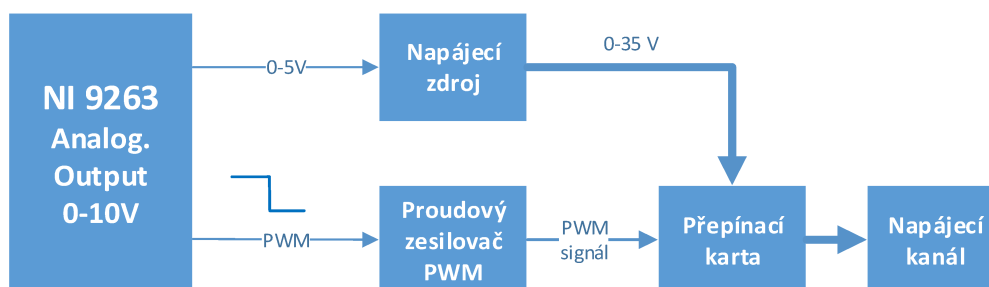 NI 9263
Analog.
Output
0-10V
0-5V
Napájecí
zdroj
0-35 V
PWM
Proudový
zesilovač
PWM
PWM
signál
Přepínací
karta
Napájecí
kanál